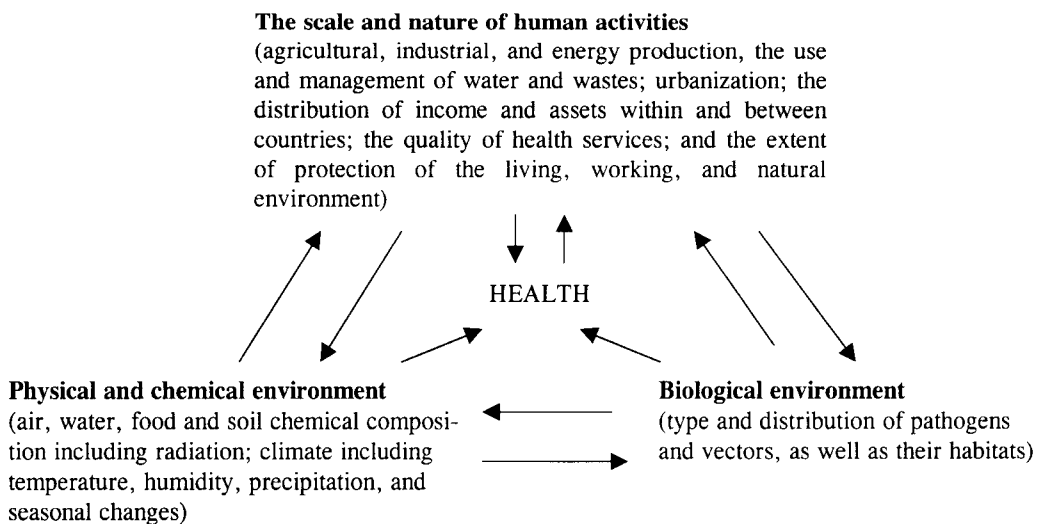 The scale and nature of human activities
(agricultural, industrial, and energy production, the use
and management of water and wastes; urbanization; the
distribution of income and assets within and between
countries; the quality of health services; and the extent
of protection of the living, working, and natural
environment)
HEALTH
Physical and chemical environment
(air, water, food and soil chemical composi-
tion including radiation; climate including
temperature, humidity, precipitation, and
seasonal changes)
Biological environment
(type and distribution of pathogens
and vectors, as well as their habitats)